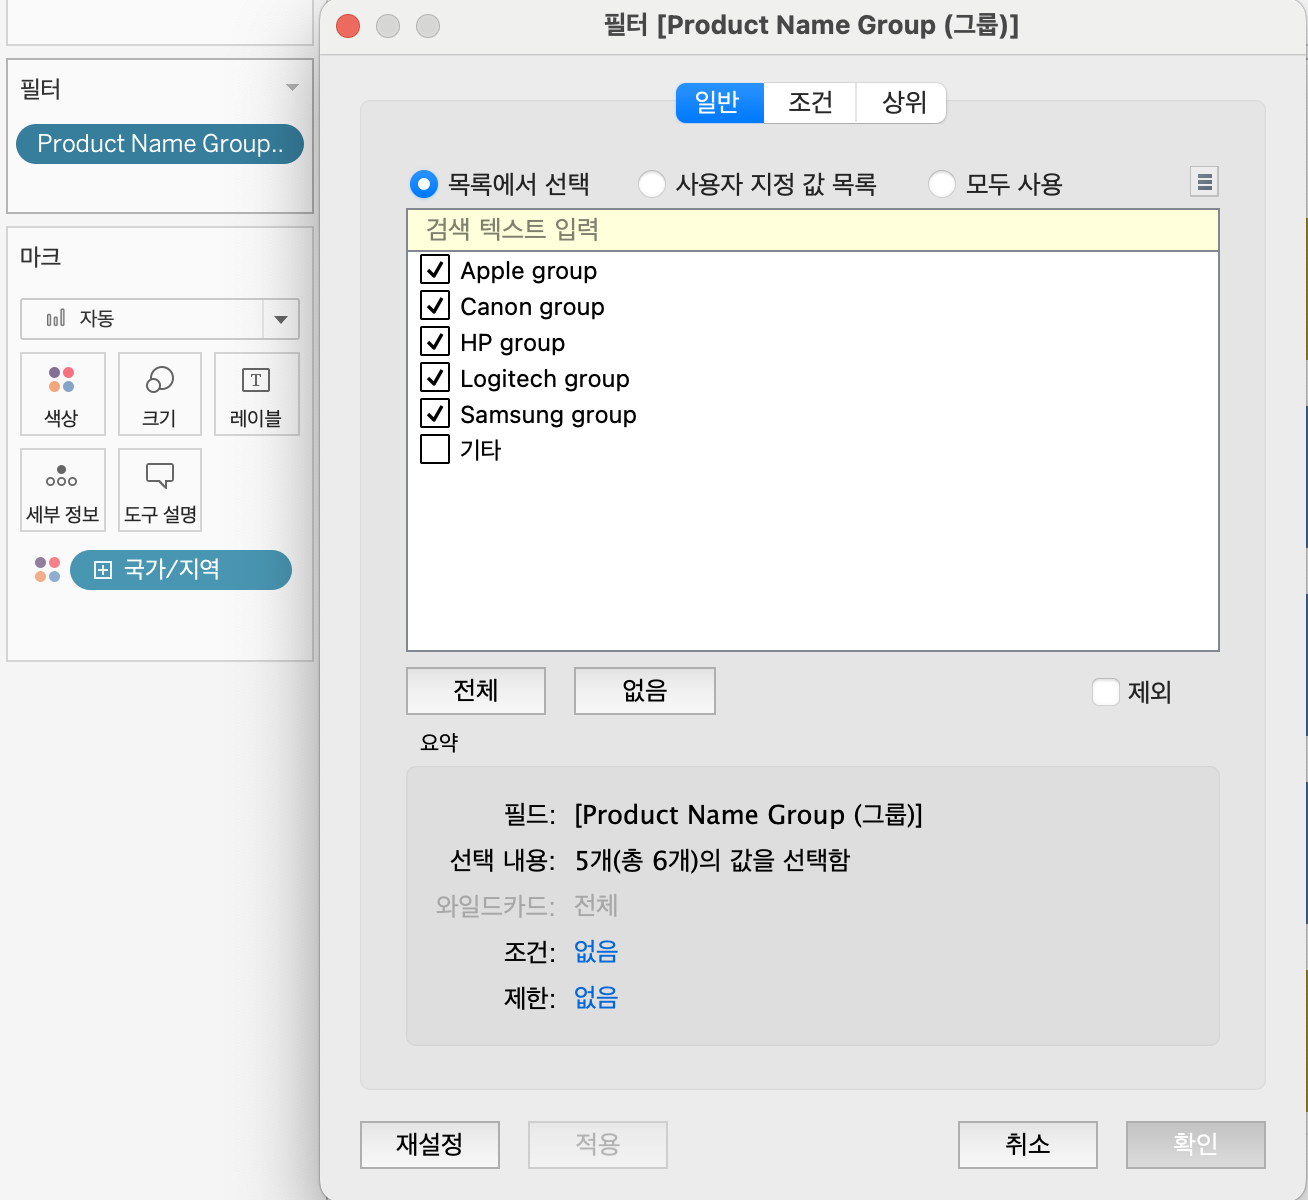 필터
Product Name Group..
마크
자동
색상
크기
레이블
세부 정보
도구 설명
국가/지역
필터 [Product Name Group (그룹)]
일반
조건
상위
목록에서 선택
사용자 지정 값 목록
모두 사용
검색 텍스트 입력
Apple group
Canon group
HP group
Logitech group
Samsung group
기타
전체
없음
제외
요약
필드: [Product Name Group (그룹)]
선택 내용: 5개(총 6개)의 값을 선택함
와일드카드: 전체
조건: 없음
제한: 없음
재설정
적용
취소
확인